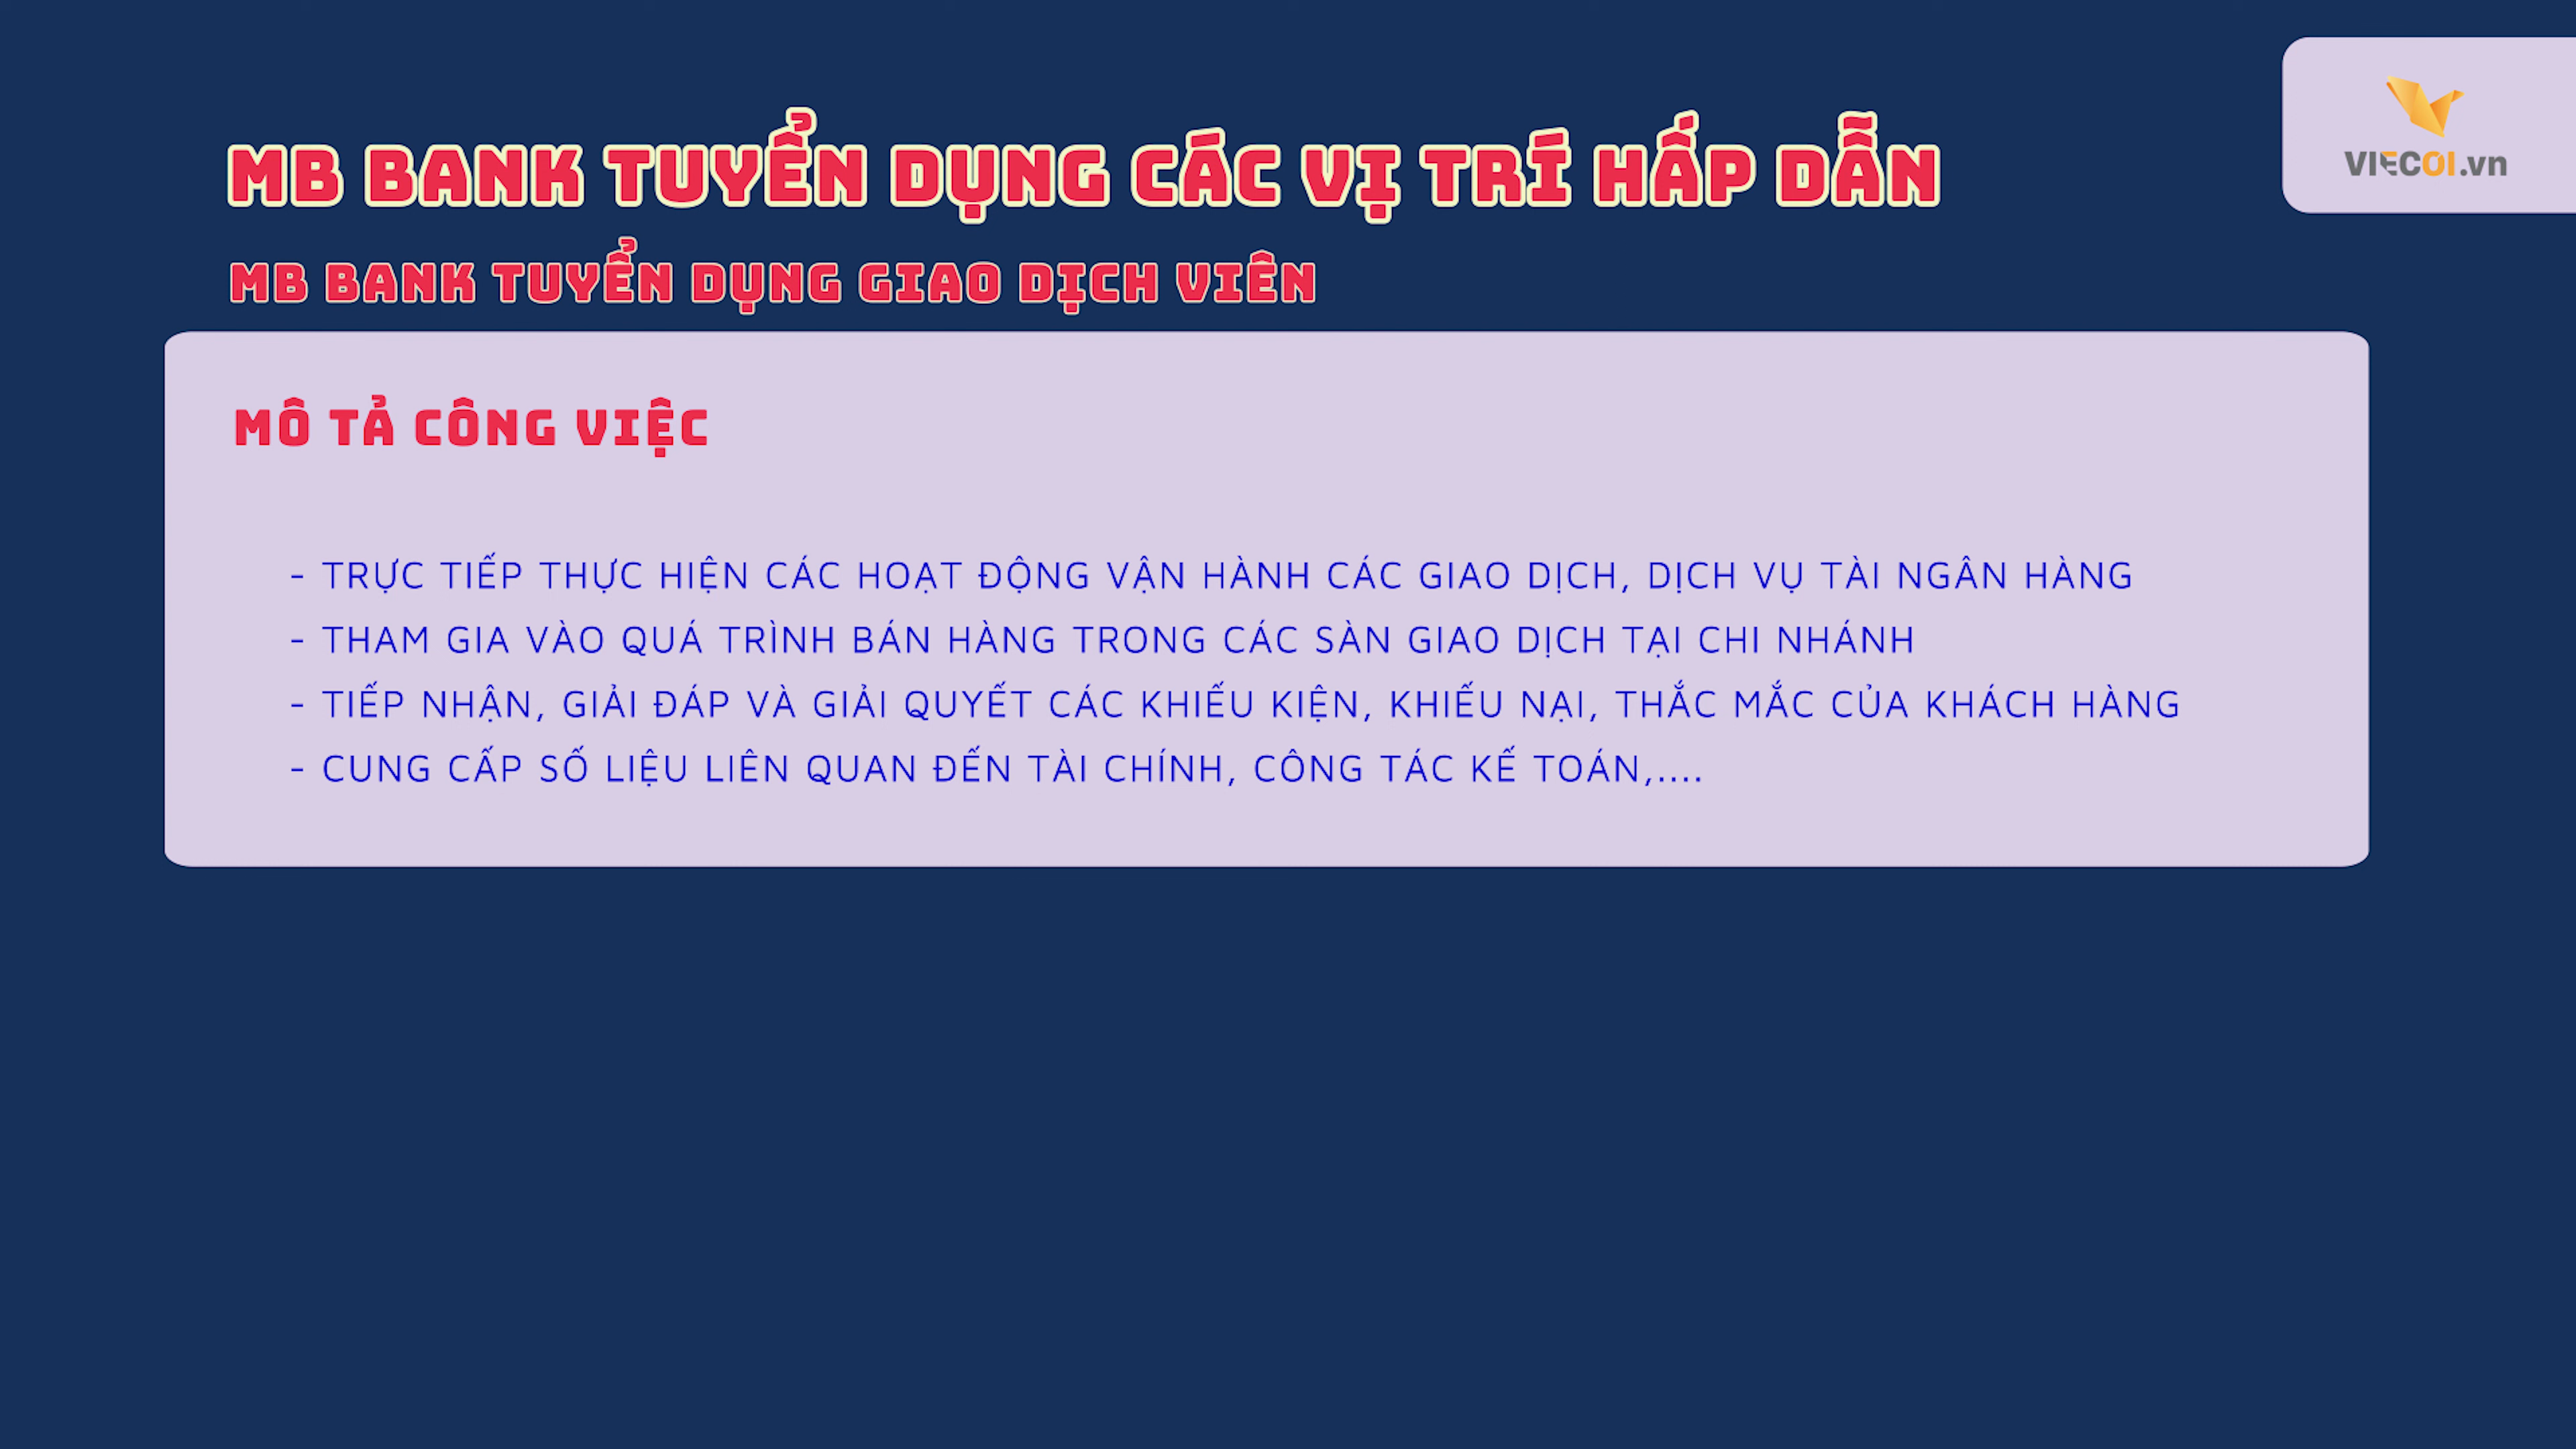 VIECOI.vn
MB BANK TUYỂN DỤNG CÁC VỊ TRÍ HẤP DẪN
MB BANK TUYỂN DỤNG GIAO DỊCH VIÊN
MÔ TẢ CÔNG VIỆC
- TRỰC TIẾP THỰC HIỆN CÁC HOẠT ĐỘNG VẬN HÀNH CÁC GIAO DỊCH, DỊCH VỤ TÀI NGÂN HÀNG
- THAM GIA VÀO QUÁ TRÌNH BÁN HÀNG TRONG CÁC SÀN GIAO DỊCH TẠI CHI NHÁNH
- TIẾP NHẬN, GIẢI ĐÁP VÀ GIẢI QUYẾT CÁC KHIẾU KIỆN, KHIẾU NẠI, THẮC MẮC CỦA KHÁCH HÀNG
- CUNG CẤP SỐ LIỆU LIÊN QUAN ĐẾN TÀI CHÍNH, CÔNG TÁC KẾ TOÁN,....